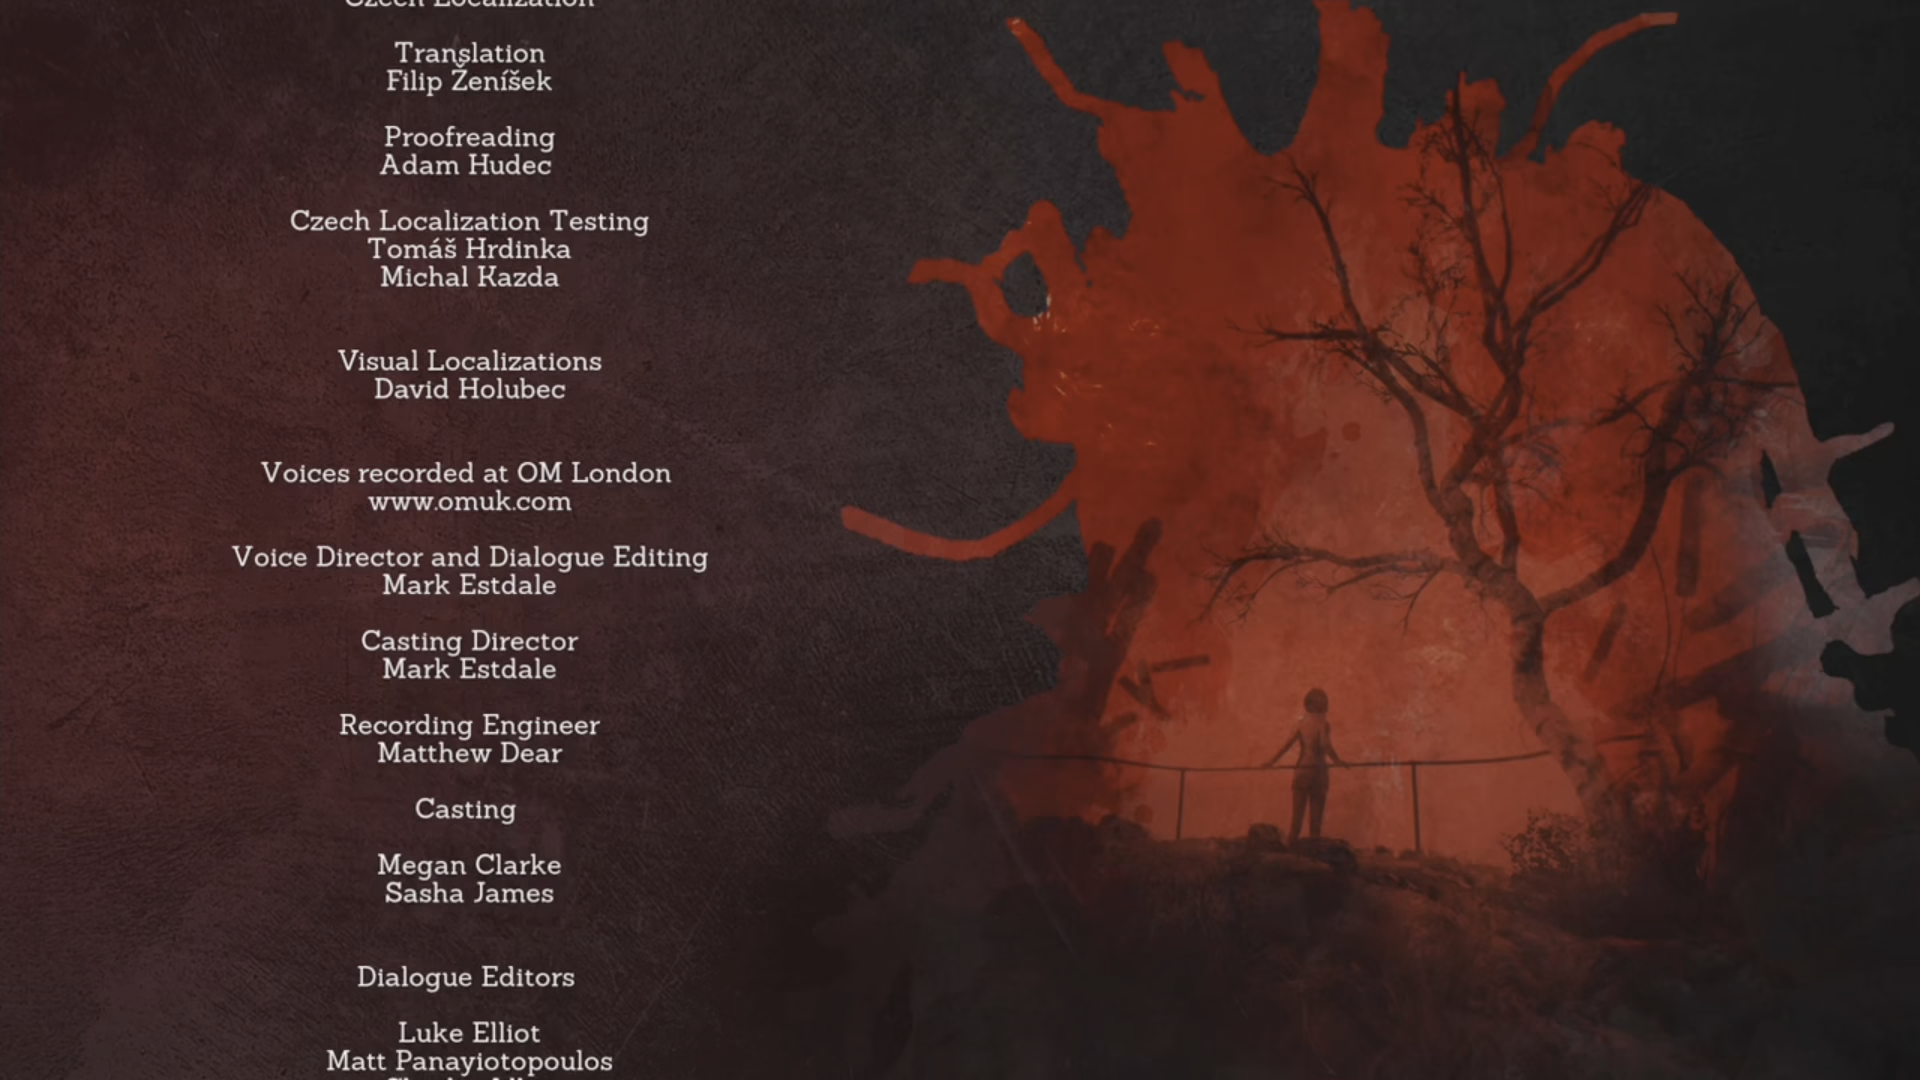 Czech Localization
Translation
Filip Ženíšek
Proofreading
Adam Hudec
Czech Localization Testing
Tomáš Hrdinka
Michal Kazda
Visual Localizations
David Holubec
Voices recorded at OM London
www.omuk.com
Voice Director and Dialogue Editing
Mark Estdale
Casting Director
Mark Estdale
Recording Engineer
Matthew Dear
Casting
Megan Clarke
Sasha James
Dialogue Editors
Luke Elliot
Matt Panayiotopoulos